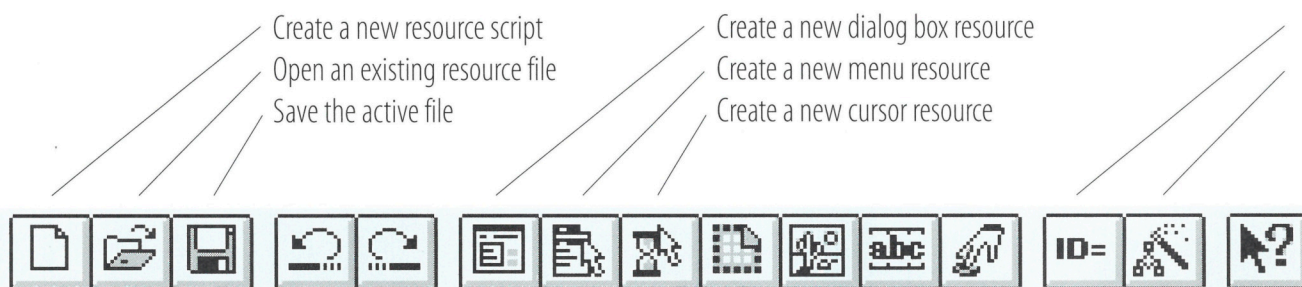 Create a new resource script
Open an existing resource file
Save the active file
Create a new dialog box resource
Create a new menu resource
Create a new cursor resource
abc
ID=
?